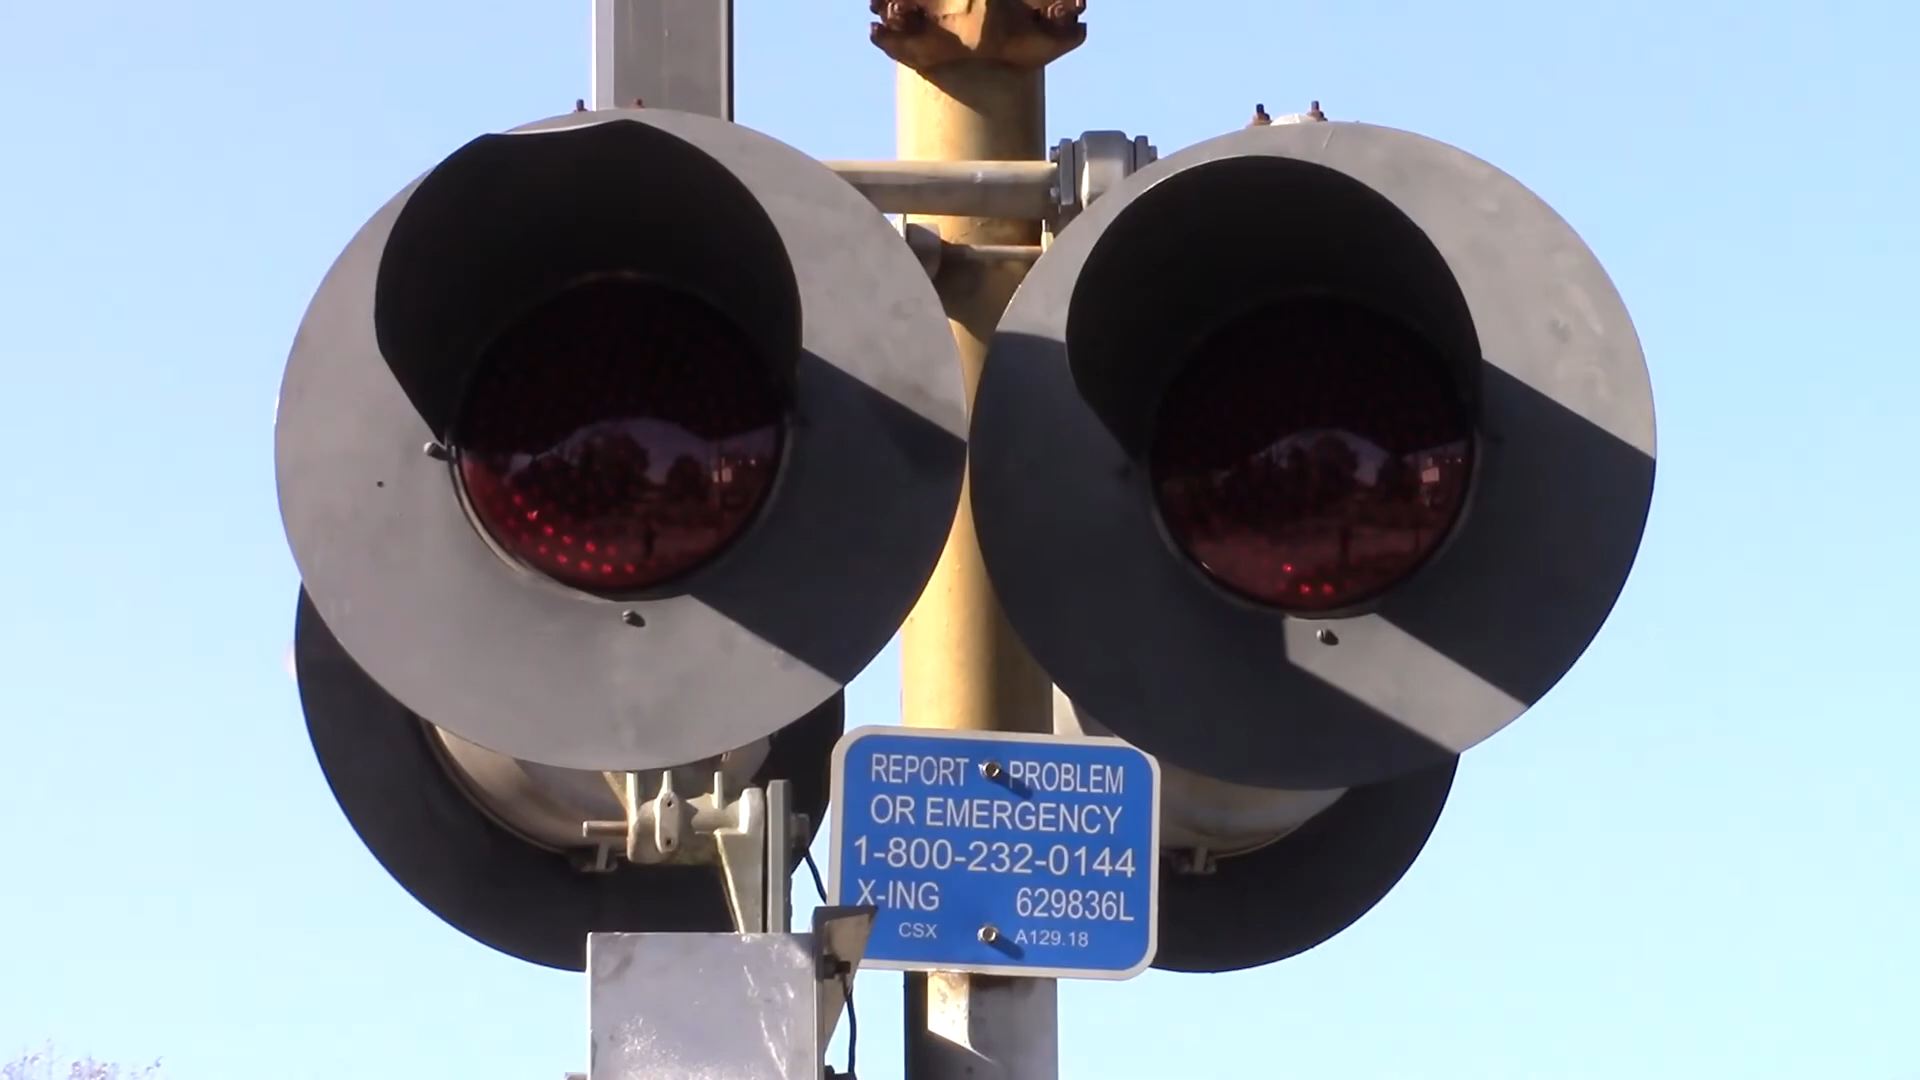 REPORT PROBLEM
OR EMERGENCY
1-800-232-0144
X-ING 629836L
CSX A129.18